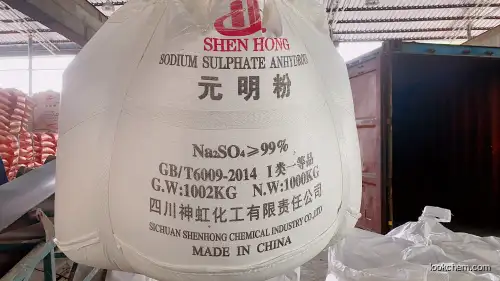 SHEN HONG
SODIUM SULPHATE ANHYDROUS
元明粉
Na₂SO₄≥99%
GB/T6009-2014 I类一等品
G.W:1002KG N.W:1000KG
四川神虹化工有限责任公司
SICHUAN SHENHONG CHEMICAL INDUSTRY CO.,LTD
MADE IN CHINA
lookchem.com